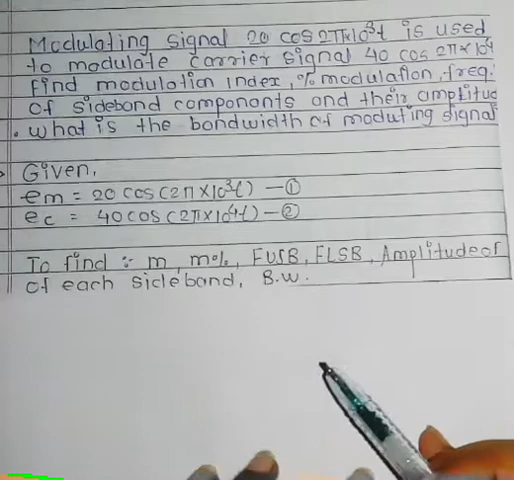 Modulating signal 20 cos 2π×10³t is used
to modulate carrier signal 40 cos 2π×10⁴
Find modulation index, % modulation, freq.
of sideband components and their amplitud
. what is the bandwidth of moduting signal
Given,
em = 20 cos (2π×10³t) — ①
ec = 40 cos (2π×10⁴t) — ②
To find : m, m%, FUSB, FLSB, Amplitude of
of each sideband, B.W.